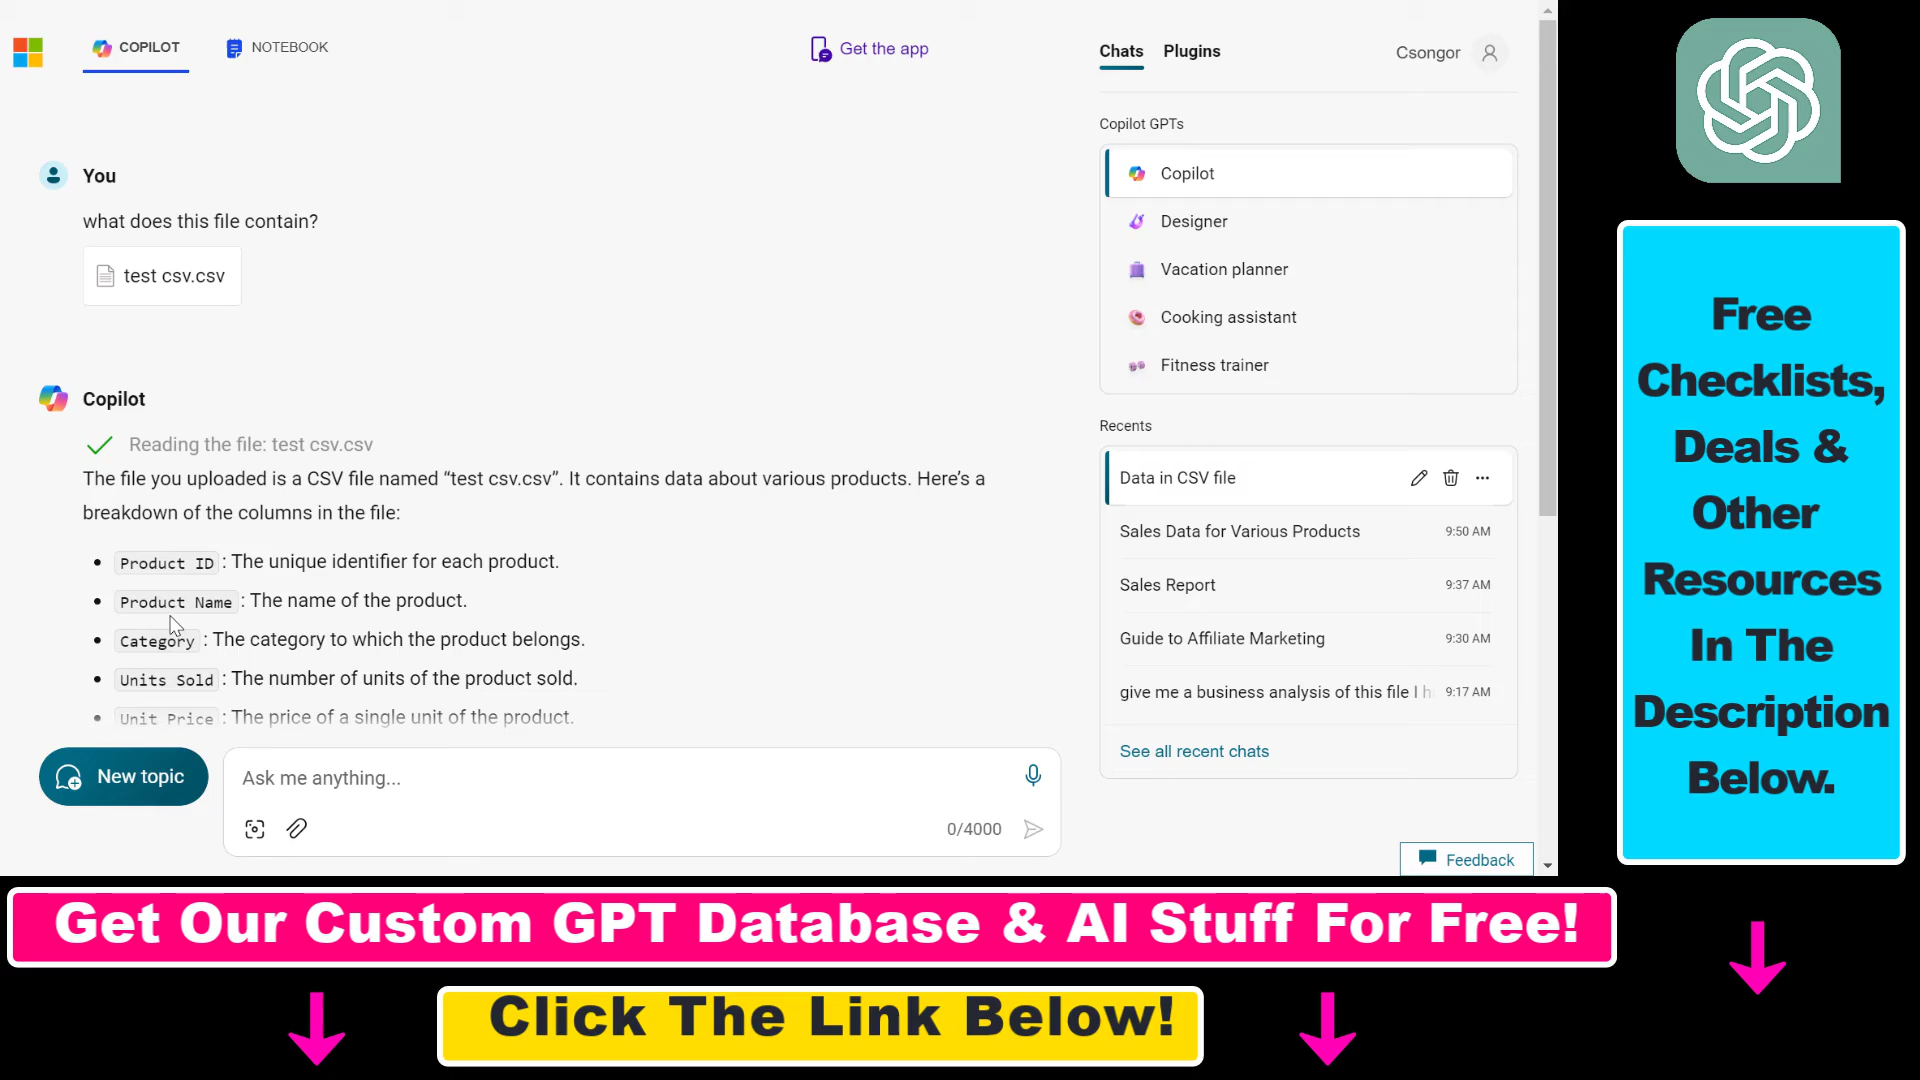 COPILOT
NOTEBOOK
Get the app
Chats
Plugins
Csongor
You
what does this file contain?
test csv.csv
Copilot
Reading the file: test csv.csv
The file you uploaded is a CSV file named “test csv.csv”. It contains data about various products. Here’s a
breakdown of the columns in the file:
Product ID : The unique identifier for each product.
Product Name : The name of the product.
Category : The category to which the product belongs.
Units Sold : The number of units of the product sold.
Unit Price : The price of a single unit of the product.
New topic
Ask me anything...
0/4000
Copilot GPTs
Copilot
Designer
Vacation planner
Cooking assistant
Fitness trainer
Recents
Data in CSV file
Sales Data for Various Products 9:50 AM
Sales Report 9:37 AM
Guide to Affiliate Marketing 9:30 AM
give me a business analysis of this file I 9:17 AM
See all recent chats
Feedback
Free
Checklists,
Deals &
Other
Resources
In The
Description
Below.
Get Our Custom GPT Database & AI Stuff For Free!
Click The Link Below!